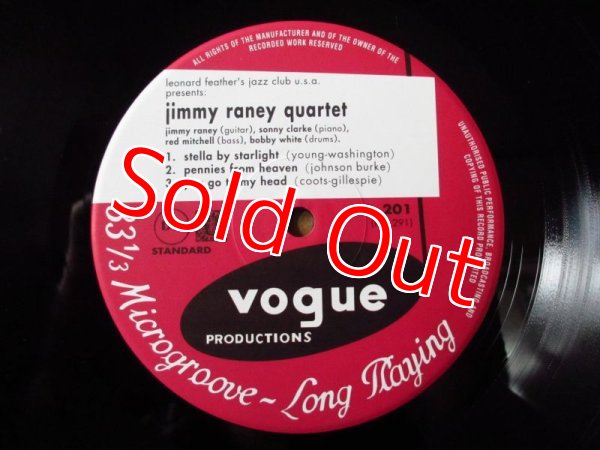 ALL RIGHTS OF THE MANUFACTURER AND OF THE OWNER OF THE
RECORDED WORK RESERVED
leonard feather's jazz club u.s.a.
presents:
jimmy raney quartet
jimmy raney (guitar), sonny clarke (piano),
red mitchell (bass), bobby white (drums).
1. stella by starlight (young-washington)
2. pennies from heaven (johnson burke)
go to my head (coots-gillespie)
201
STANDARD
Sold Out
vogue
PRODUCTIONS
UNAUTHORISED PUBLIC PERFORMANCE, BROADCASTING AND
COPYING OF THIS RECORD PROHIBITED
33 1/3 Microgroove ~ Long Playing